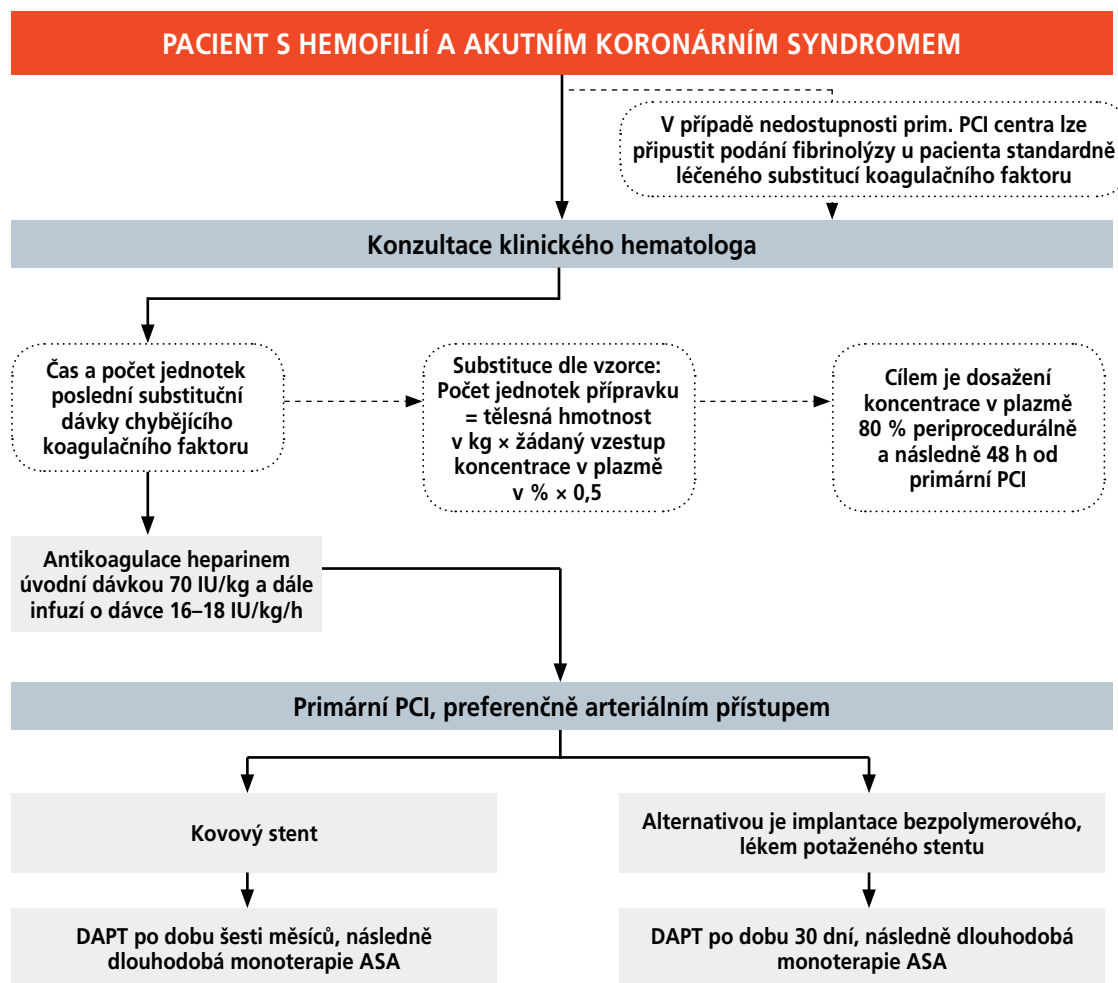 PACIENT S HEMOFILIÍ A AKUTNÍM KORONÁRNÍM SYNDROMEM
V případě nedostupnosti prim. PCI centra lze
připustit podání fibrinolýzy u pacienta standardně
léčeného substitucí koagulačního faktoru
Konzultace klinického hematologa
Čas a počet jednotek
poslední substituční
dávky chybějícího
koagulačního faktoru
Substituce dle vzorce:
Počet jednotek přípravku
= tělesná hmotnost
v kg × žádaný vzestup
koncentrace v plazmě
v % × 0,5
Cílem je dosažení
koncentrace v plazmě
80 % periprocedurálně
a následně 48 h od
primární PCI
Antikoagulace heparinem
úvodní dávkou 70 IU/kg a dále
infuzí o dávce 16–18 IU/kg/h
Primární PCI, preferenčně arteriálním přístupem
Kovový stent
Alternativou je implantace bezpolymerového,
lékem potaženého stentu
DAPT po dobu šesti měsíců, následně
dlouhodobá monoterapie ASA
DAPT po dobu 30 dní, následně dlouhodobá
monoterapie ASA